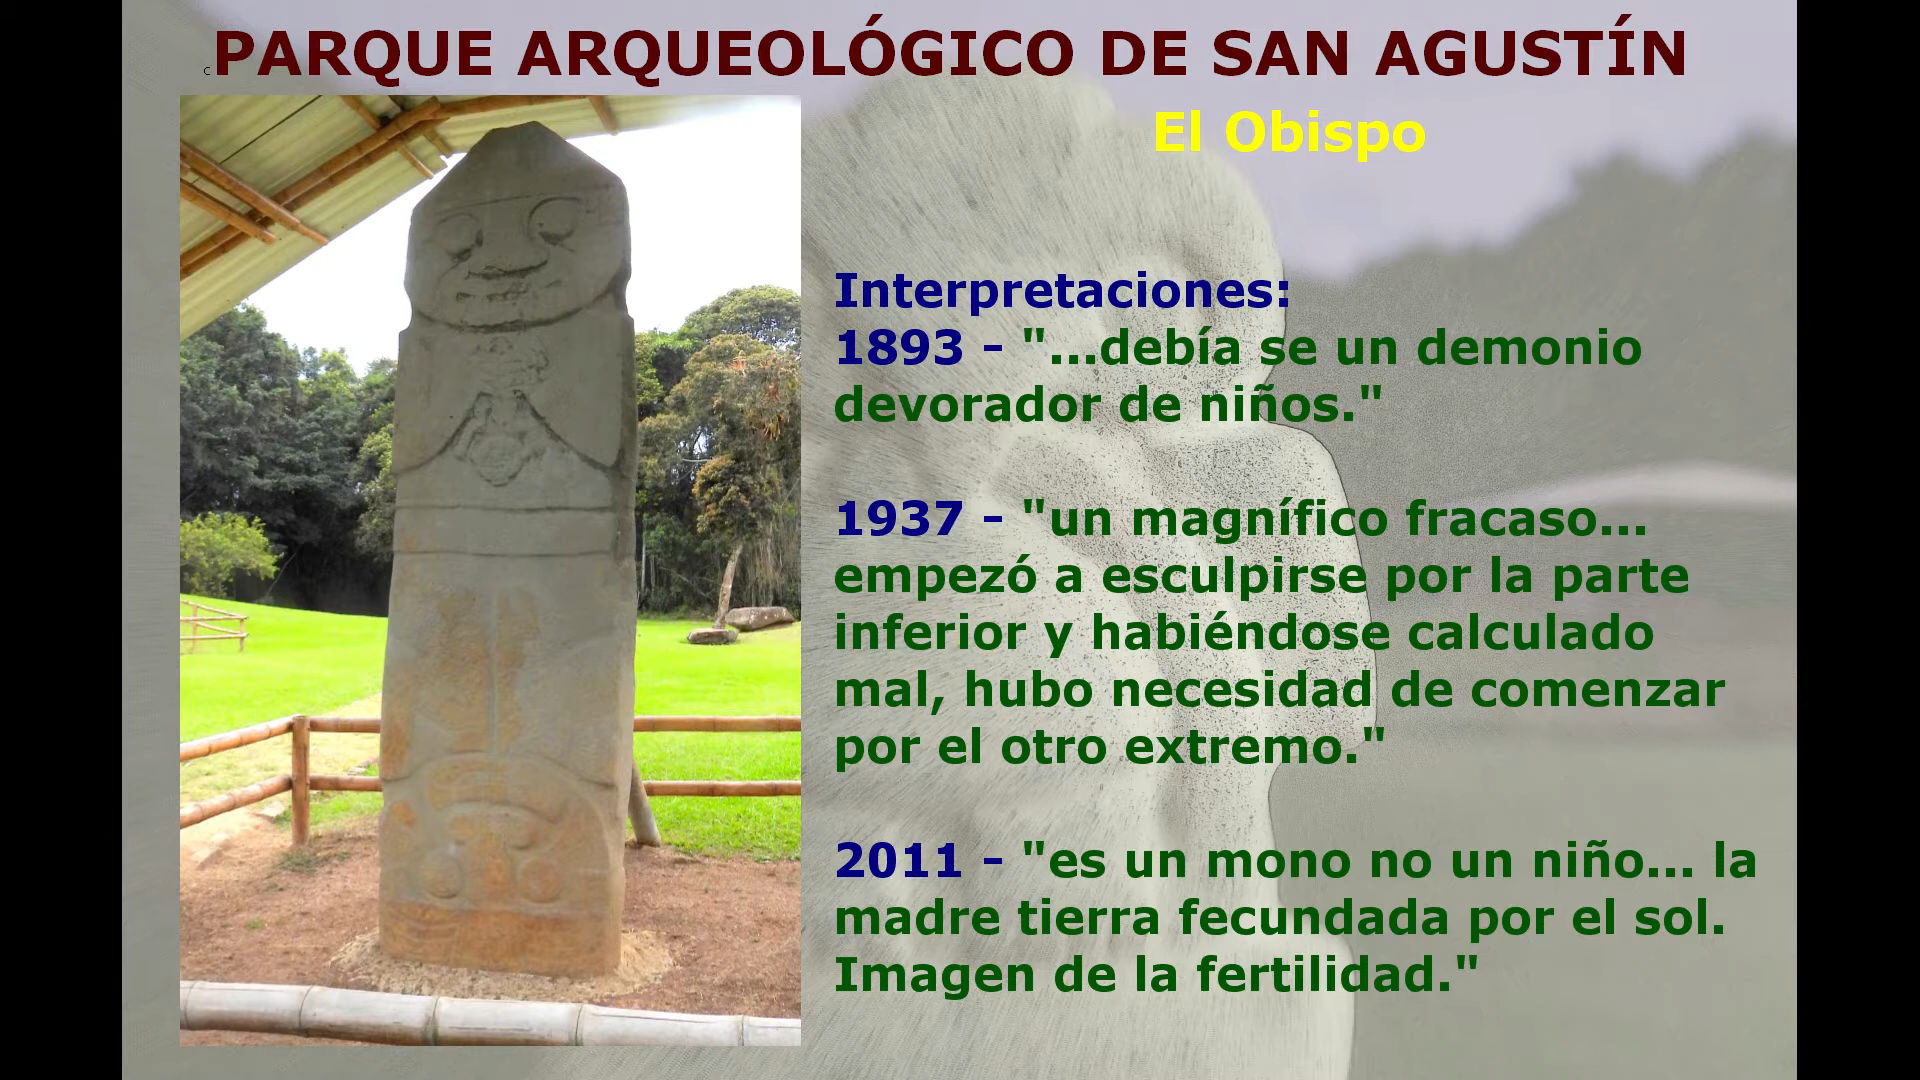 cPARQUE ARQUEOLÓGICO DE SAN AGUSTÍN
El Obispo
Interpretaciones:
1893 - "...debía se un demonio
devorador de niños."
1937 - "un magnífico fracaso...
empezó a esculpirse por la parte
inferior y habiéndose calculado
mal, hubo necesidad de comenzar
por el otro extremo."
2011 - "es un mono no un niño... la
madre tierra fecundada por el sol.
Imagen de la fertilidad."